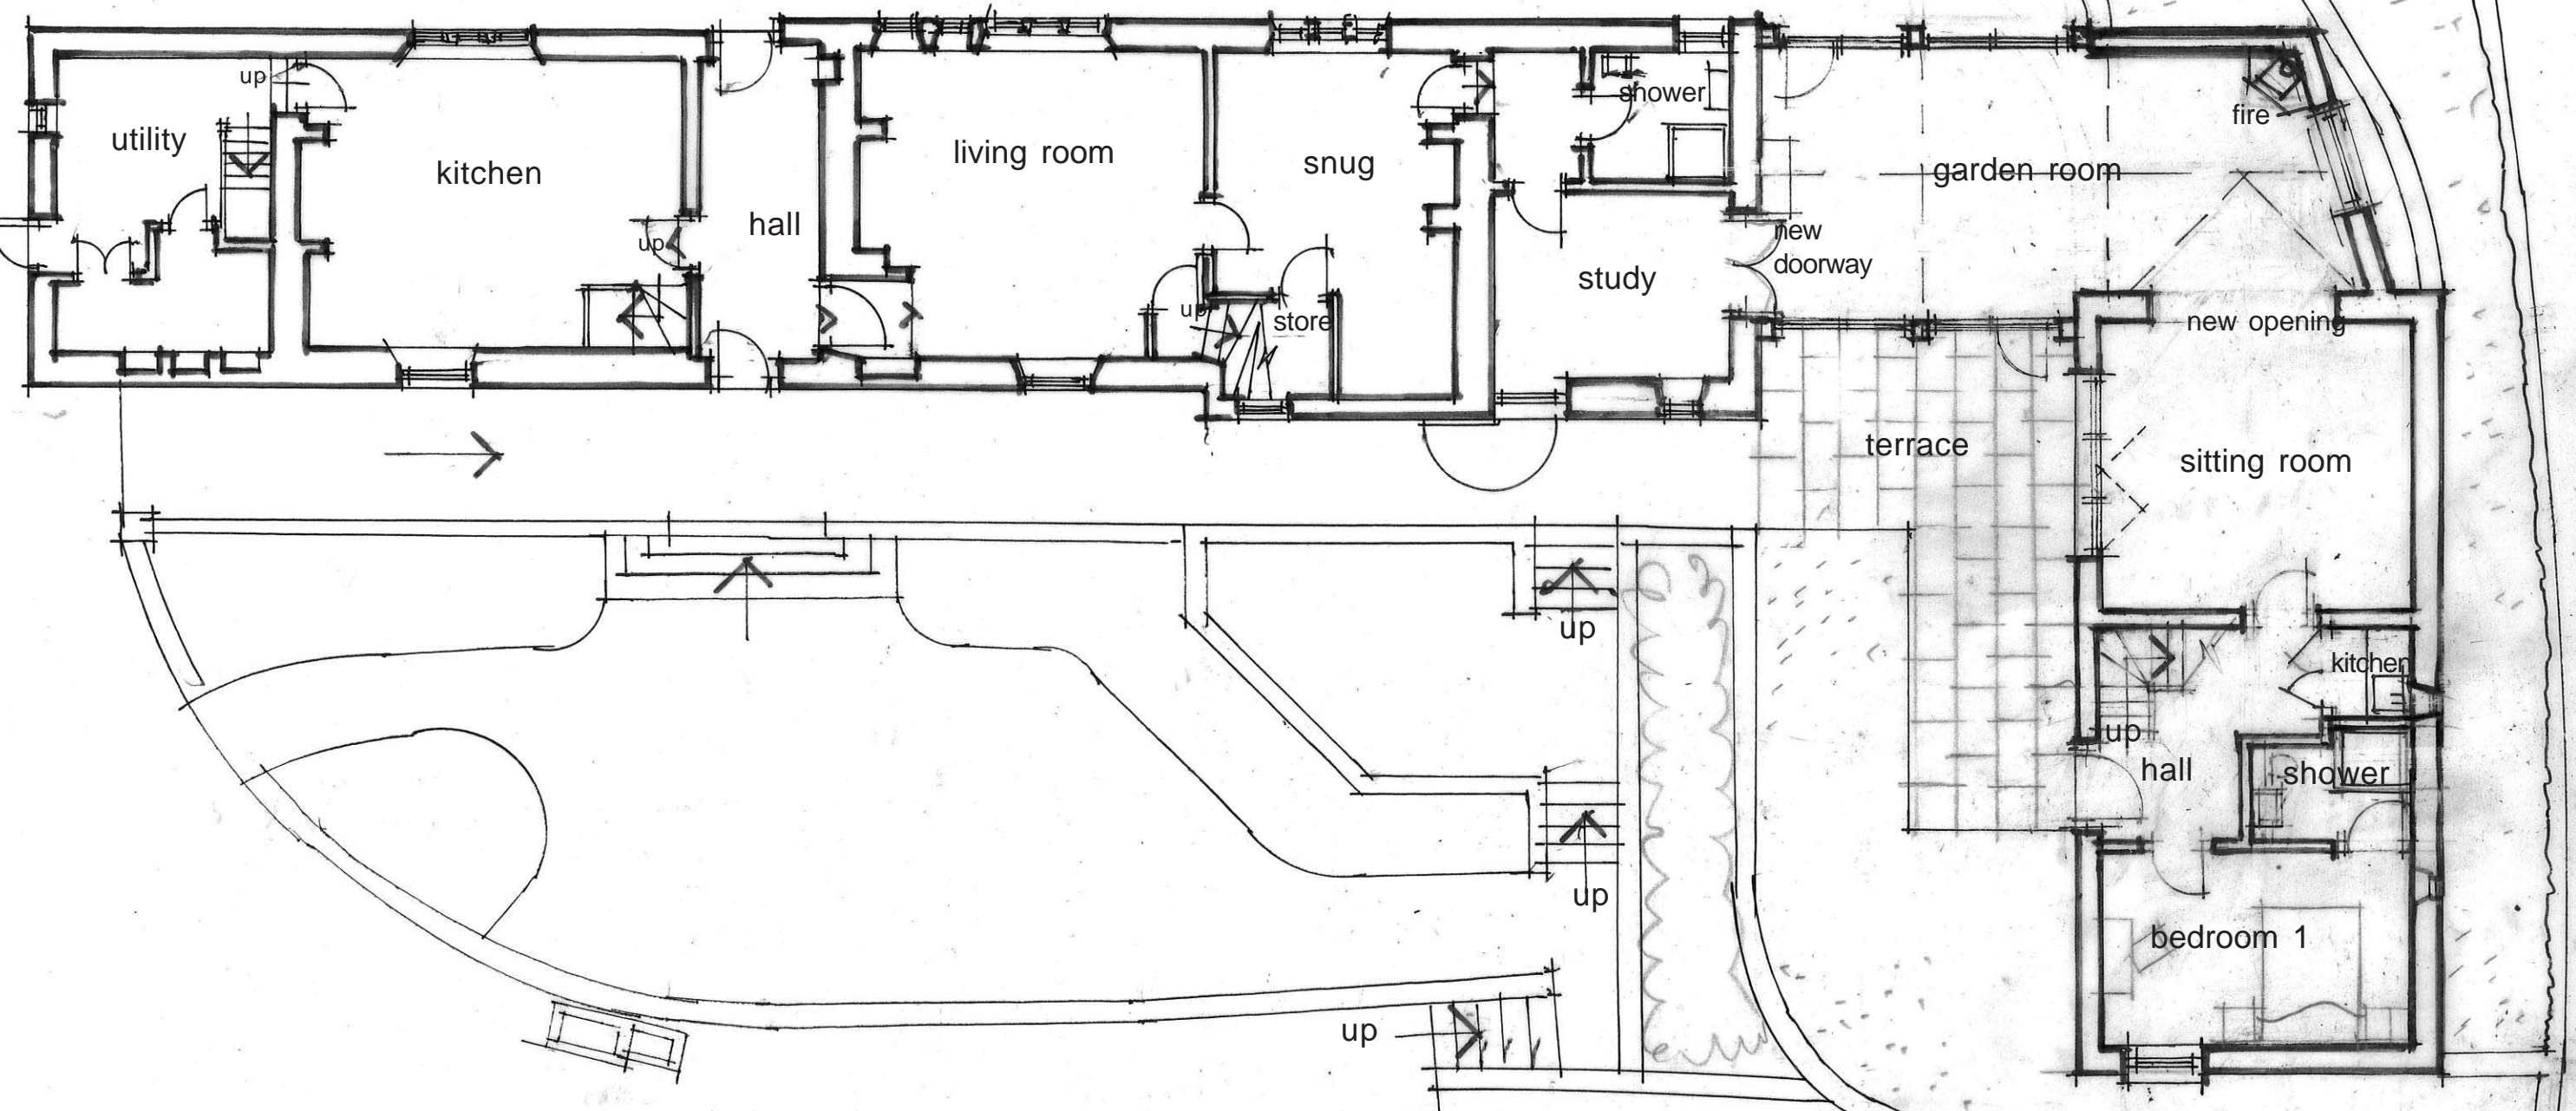 up
utility
kitchen
hall
up
living room
up
snug
store
shower
study
new
doorway
garden room
fire
new opening
terrace
sitting room
up
up
up
kitchen
up
hall
shower
bedroom 1